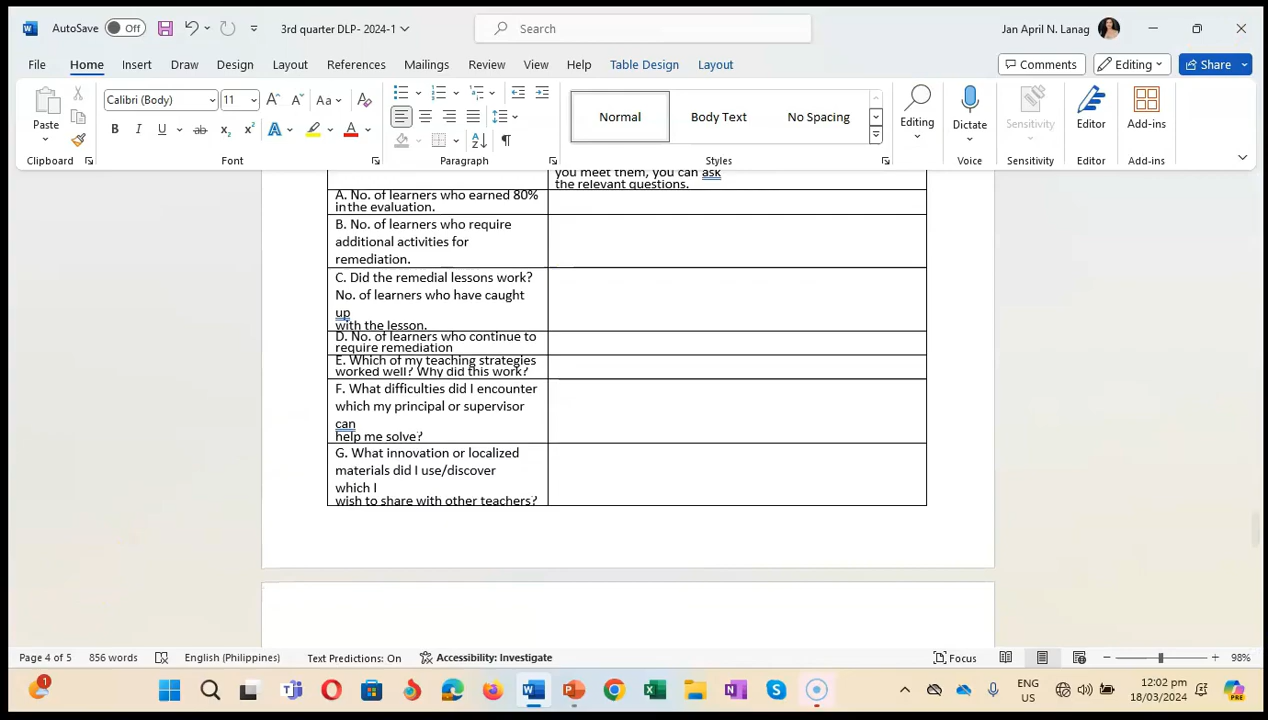 AutoSave Off 3rd quarter DLP- 2024-1 Search Jan April N. Lanag
File Home Insert Draw Design Layout References Mailings Review View Help Table Design Layout Comments Editing Share
Calibri (Body) 11 Aa Normal Body Text No Spacing
Paste Editing Dictate Sensitivity Editor Add-ins
Clipboard Font Paragraph Styles Voice Sensitivity Editor Add-ins
you meet them, you can ask
the relevant questions.
A. No. of learners who earned 80%
in the evaluation.
B. No. of learners who require
additional activities for
remediation.
C. Did the remedial lessons work?
No. of learners who have caught
up
with the lesson.
D. No. of learners who continue to
require remediation
E. Which of my teaching strategies
worked well? Why did this work?
F. What difficulties did I encounter
which my principal or supervisor
can
help me solve?
G. What innovation or localized
materials did I use/discover
which I
wish to share with other teachers?
Page 4 of 5 856 words English (Philippines) Text Predictions: On Accessibility: Investigate Focus 98%
1 ENG 12:02 pm
US 18/03/2024
PRE